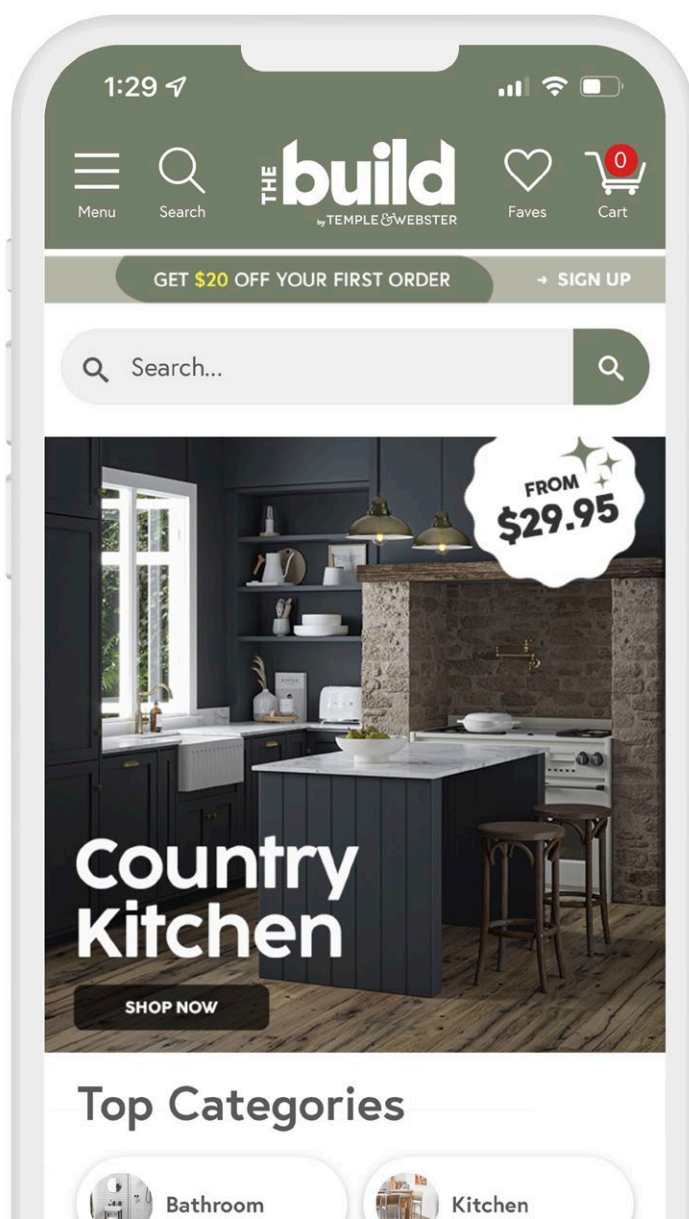 1:29
Menu
Search
THE build
by TEMPLE & WEBSTER
Faves
0
Cart
GET $20 OFF YOUR FIRST ORDER
SIGN UP
Search...
FROM
$29.95
Country
Kitchen
SHOP NOW
Top Categories
Bathroom
Kitchen